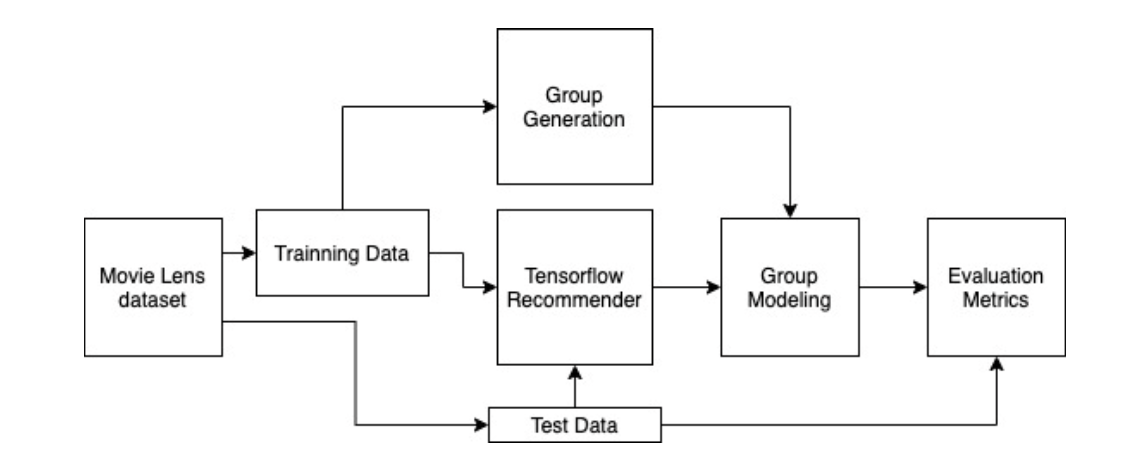 Group
Generation
Movie Lens
dataset
Trainning Data
Tensorflow
Recommender
Group
Modeling
Evaluation
Metrics
Test Data